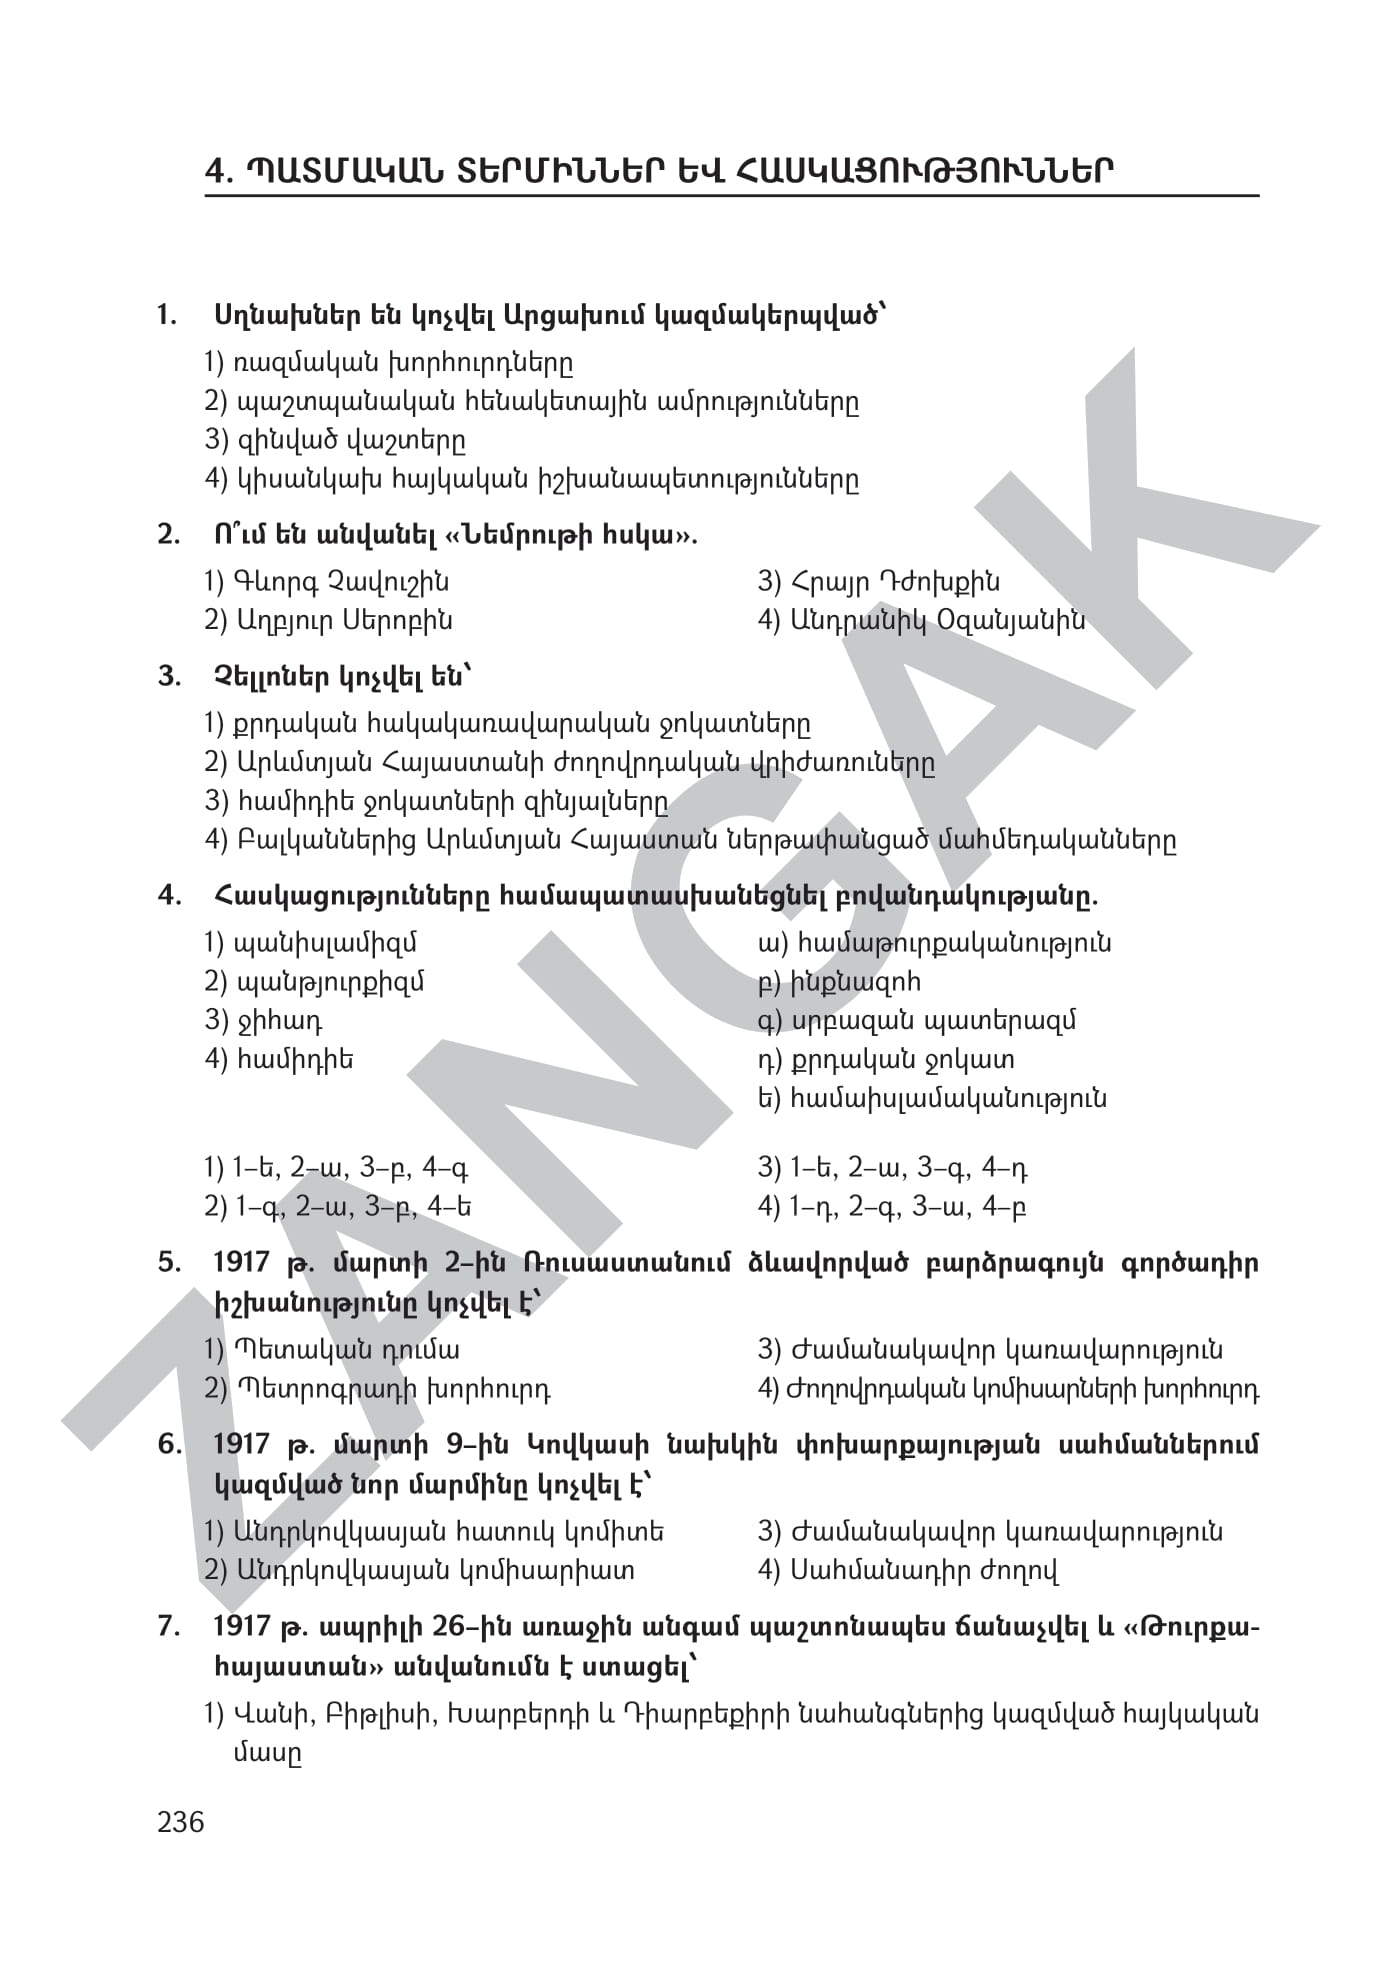 4. ՊԱՏՄԱԿԱՆ ՏԵՐՄԻՆՆԵՐ ԵՎ ՀԱՍԿԱՑՈՒԹՅՈՒՆՆԵՐ
1. Սղնախներ են կոչվել Արցախում կազմակերպված՝
1) ռազմական խորհուրդները
2) պաշտպանական հենակետային ամրությունները
3) զինված վաշտերը
4) կիսանկախ հայկական իշխանապետությունները
2. Ո՞ւմ են անվանել «Նեմրութի հսկա».
1) Գևորգ Չավուշին 3) Հրայր Դժոխքին
2) Աղբյուր Սերոբին 4) Անդրանիկ Օզանյանին
3. Չելլոներ կոչվել են՝
1) քրդական հակակառավարական ջոկատները
2) Արևմտյան Հայաստանի ժողովրդական վրիժառուները
3) համիդիե ջոկատների զինյալները
4) Բալկաններից Արևմտյան Հայաստան ներթափանցած մահմեդականները
4. Հասկացությունները համապատասխանեցնել բովանդակությանը.
1) պանիսլամիզմ ա) համաթուրքականություն
2) պանթյուրքիզմ բ) ինքնազոհ
3) ջիհադ գ) սրբազան պատերազմ
4) համիդիե դ) քրդական ջոկատ
ե) համաիսլամականություն
1) 1–ե, 2–ա, 3–բ, 4–գ 3) 1–ե, 2–ա, 3–գ, 4–դ
2) 1–գ, 2–ա, 3–բ, 4–ե 4) 1–դ, 2–գ, 3–ա, 4–բ
5. 1917 թ. մարտի 2–ին Ռուսաստանում ձևավորված բարձրագույն գործադիր
իշխանությունը կոչվել է՝
1) Պետական դումա 3) Ժամանակավոր կառավարություն
2) Պետրոգրադի խորհուրդ 4) Ժողովրդական կոմիսարների խորհուրդ
6. 1917 թ. մարտի 9–ին Կովկասի նախկին փոխարքայության սահմաններում
կազմված նոր մարմինը կոչվել է՝
1) Անդրկովկասյան հատուկ կոմիտե 3) Ժամանակավոր կառավարություն
2) Անդրկովկասյան կոմիսարիատ 4) Սահմանադիր ժողով
7. 1917 թ. ապրիլի 26–ին առաջին անգամ պաշտոնապես ճանաչվել և «Թուրքա-
հայաստան» անվանումն է ստացել՝
1) Վանի, Բիթլիսի, Խարբերդի և Դիարբեքիրի նահանգներից կազմված հայկական
մասը
236
ZANGAK